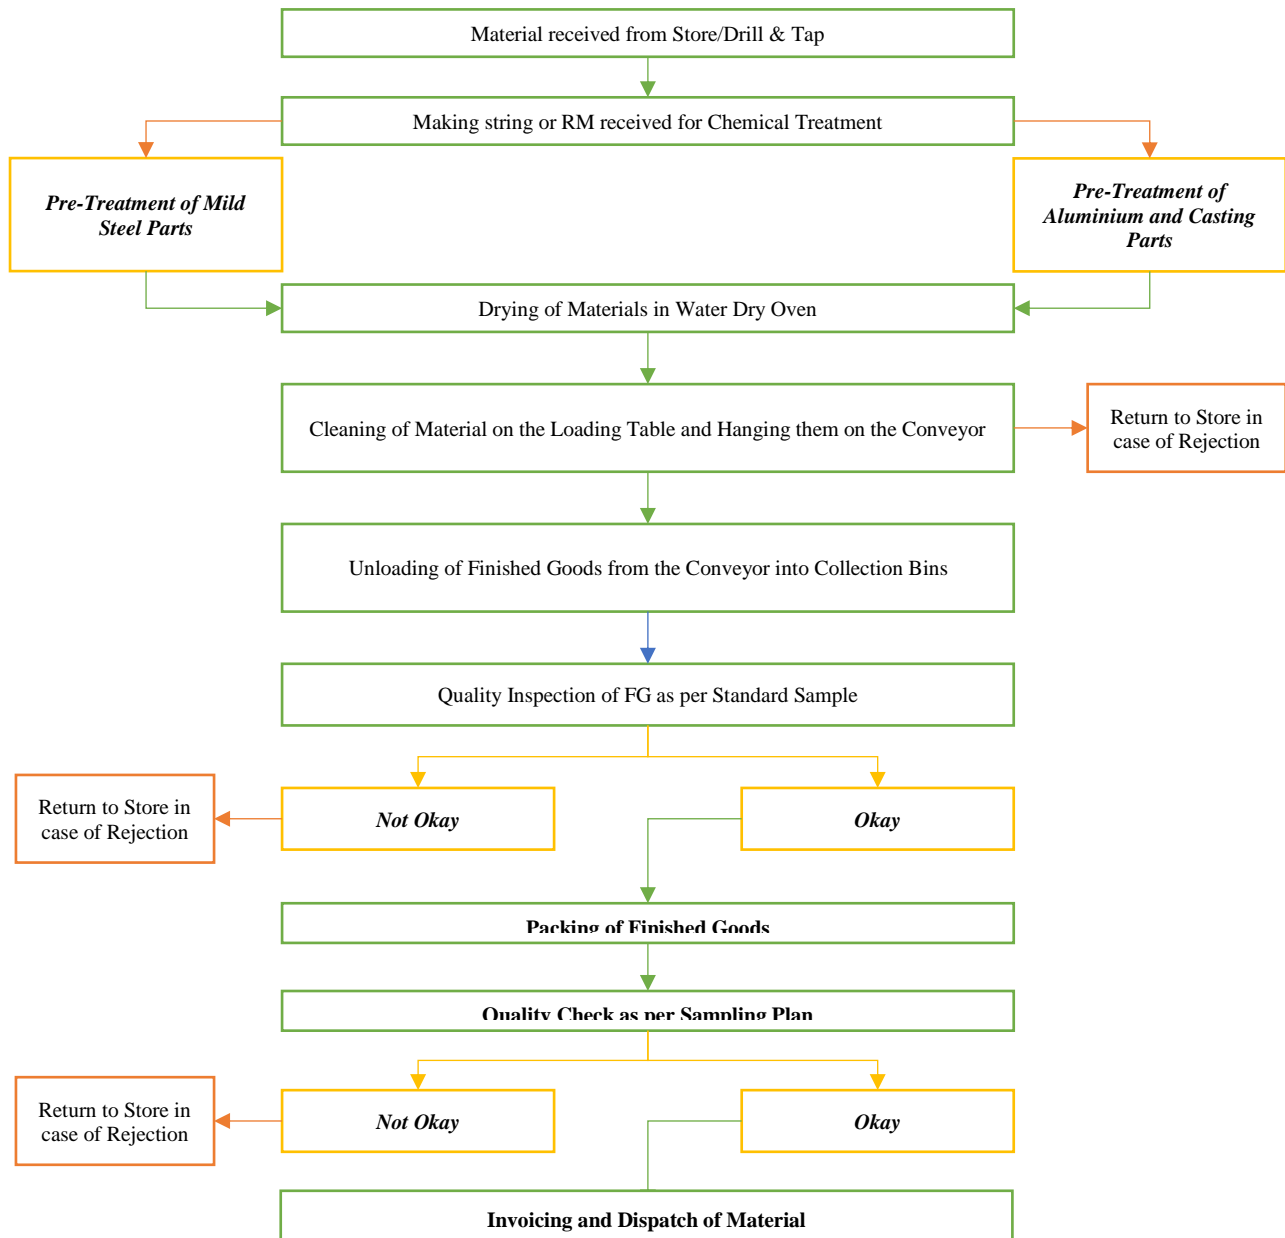 Material received from Store/Drill & Tap
Making string or RM received for Chemical Treatment
Pre-Treatment of Mild
Steel Parts
Pre-Treatment of
Aluminium and Casting
Parts
Drying of Materials in Water Dry Oven
Cleaning of Material on the Loading Table and Hanging them on the Conveyor
Return to Store in
case of Rejection
Unloading of Finished Goods from the Conveyor into Collection Bins
Quality Inspection of FG as per Standard Sample
Return to Store in
case of Rejection
Not Okay
Okay
Packing of Finished Goods
Quality Check as per Sampling Plan
Return to Store in
case of Rejection
Not Okay
Okay
Invoicing and Dispatch of Material